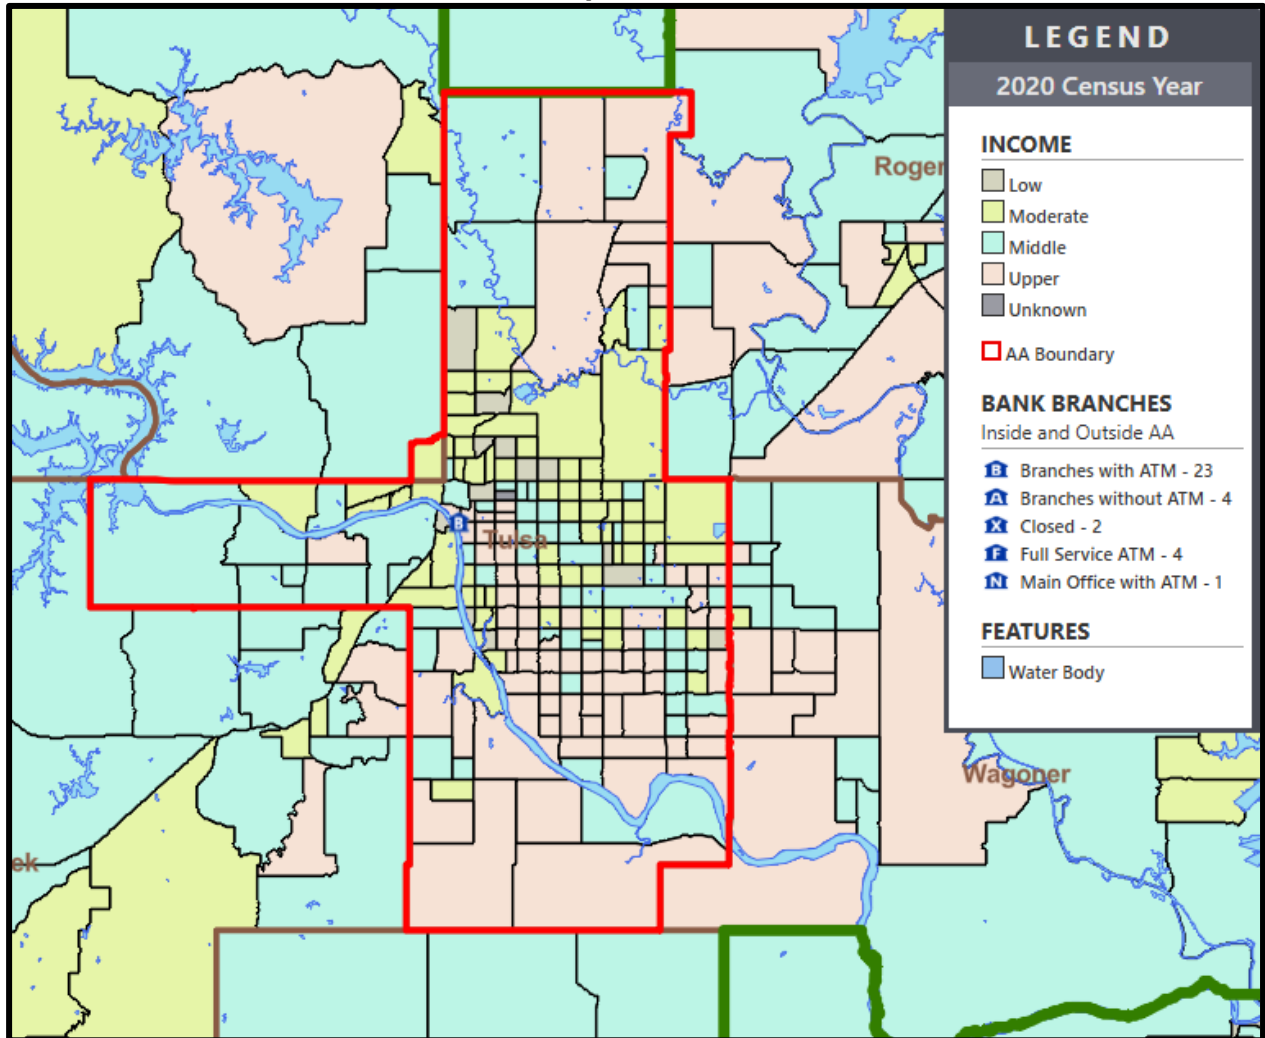 LEGEND
2020 Census Year
INCOME
Low
Moderate
Middle
Upper
Unknown
AA Boundary
BANK BRANCHES
Inside and Outside AA
B Branches with ATM - 23
A Branches without ATM - 4
X Closed - 2
F Full Service ATM - 4
N Main Office with ATM - 1
FEATURES
Water Body
Roger
B
Tulsa
Wagoner
ek